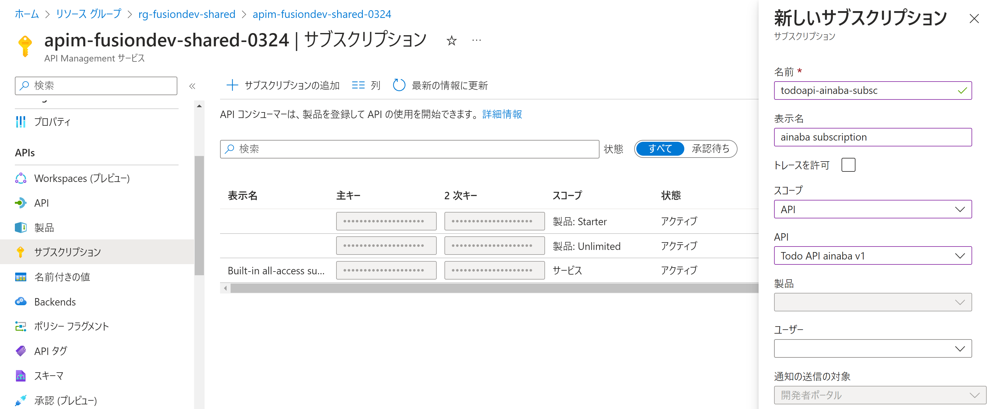 ホーム > リソース グループ > rg-fusiondev-shared > apim-fusiondev-shared-0324
apim-fusiondev-shared-0324 | サブスクリプション ☆ …
API Management サービス
検索 «
プロパティ
APIs
Workspaces (プレビュー)
API
製品
サブスクリプション
名前付きの値
Backends
ポリシー フラグメント
API タグ
スキーマ
承認 (プレビュー)
サブスクリプションの追加 列 最新の情報に更新
API コンシューマーは、製品を登録して API の使用を開始できます。 詳細情報
検索 状態 すべて 承認待ち
表示名 主キー 2 次キー スコープ 状態
•••••••••••••••••••• •••••••••••••••••••• 製品: Starter アクティブ
•••••••••••••••••••• •••••••••••••••••••• 製品: Unlimited アクティブ
Built-in all-access su... •••••••••••••••••••• •••••••••••••••••••• サービス アクティブ
新しいサブスクリプション
サブスクリプション
名前 *
todoapi-ainaba-subsc
表示名
ainaba subscription
トレースを許可
スコープ
API
API
Todo API ainaba v1
製品
ユーザー
通知の送信の対象
開発者ポータル